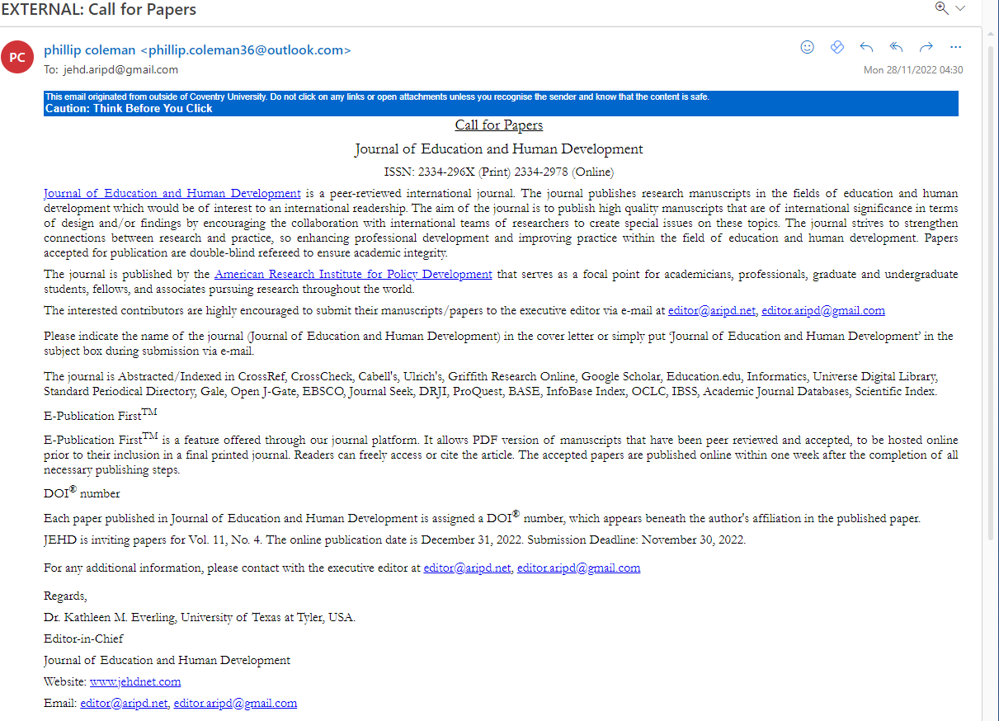 EXTERNAL: Call for Papers
PC
phillip coleman <phillip.coleman36@outlook.com>
To: jehd.aripd@gmail.com
Mon 28/11/2022 04:30
This email originated from outside of Coventry University. Do not click on any links or open attachments unless you recognise the sender and know that the content is safe.
Caution: Think Before You Click
Call for Papers
Journal of Education and Human Development
ISSN: 2334-296X (Print) 2334-2978 (Online)
Journal of Education and Human Development is a peer-reviewed international journal. The journal publishes research manuscripts in the fields of education and human
development which would be of interest to an international readership. The aim of the journal is to publish high quality manuscripts that are of international significance in terms
of design and/or findings by encouraging the collaboration with international teams of researchers to create special issues on these topics. The journal strives to strengthen
connections between research and practice, so enhancing professional development and improving practice within the field of education and human development. Papers
accepted for publication are double-blind refereed to ensure academic integrity.
The journal is published by the American Research Institute for Policy Development that serves as a focal point for academicians, professionals, graduate and undergraduate
students, fellows, and associates pursuing research throughout the world.
The interested contributors are highly encouraged to submit their manuscripts/papers to the executive editor via e-mail at editor@aripd.net, editor.aripd@gmail.com
Please indicate the name of the journal (Journal of Education and Human Development) in the cover letter or simply put ‘Journal of Education and Human Development’ in the
subject box during submission via e-mail.
The journal is Abstracted/Indexed in CrossRef, CrossCheck, Cabell's, Ulrich's, Griffith Research Online, Google Scholar, Education.edu, Informatics, Universe Digital Library,
Standard Periodical Directory, Gale, Open J-Gate, EBSCO, Journal Seek, DRJI, ProQuest, BASE, InfoBase Index, OCLC, IBSS, Academic Journal Databases, Scientific Index.
E-Publication First™
E-Publication First™ is a feature offered through our journal platform. It allows PDF version of manuscripts that have been peer reviewed and accepted, to be hosted online
prior to their inclusion in a final printed journal. Readers can freely access or cite the article. The accepted papers are published online within one week after the completion of all
necessary publishing steps.
DOI® number
Each paper published in Journal of Education and Human Development is assigned a DOI® number, which appears beneath the author's affiliation in the published paper.
JEHD is inviting papers for Vol. 11, No. 4. The online publication date is December 31, 2022. Submission Deadline: November 30, 2022.
For any additional information, please contact with the executive editor at editor@aripd.net, editor.aripd@gmail.com
Regards,
Dr. Kathleen M. Everling, University of Texas at Tyler, USA.
Editor-in-Chief
Journal of Education and Human Development
Website: www.jehdnet.com
Email: editor@aripd.net, editor.aripd@gmail.com